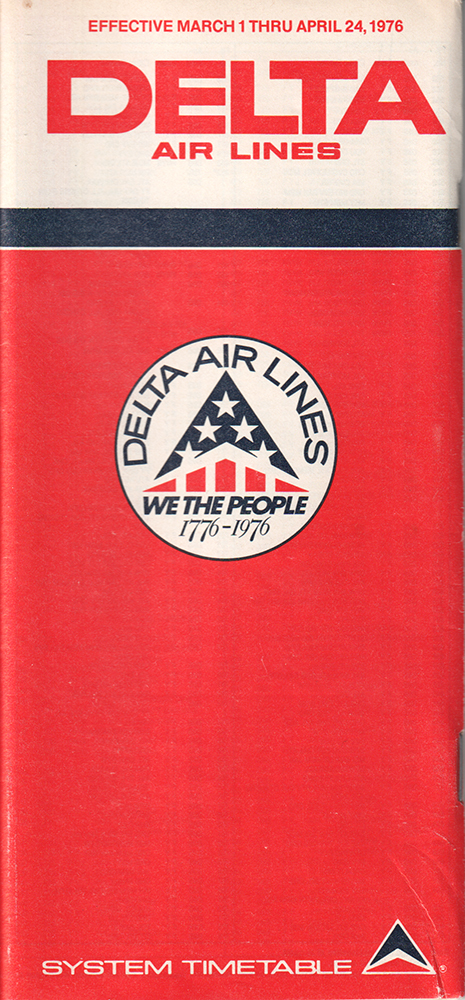 EFFECTIVE MARCH 1 THRU APRIL 24, 1976
DELTA
AIR LINES
DELTA AIR LINES
WE THE PEOPLE
1776-1976
SYSTEM TIMETABLE
®